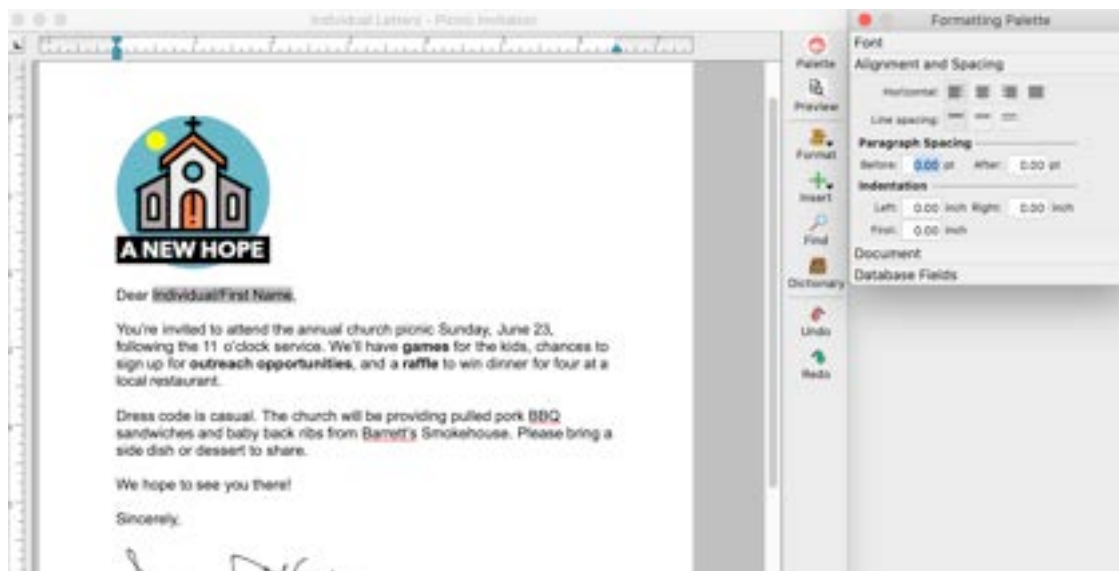 Individual Letters - Picnic Invitation
Formatting Palette
Font
Alignment and Spacing
Horizontal:
Line spacing:
Paragraph Spacing
Before: 0.00 pt After: 0.00 pt
Indentation
Left: 0.00 inch Right: 0.00 inch
First: 0.00 inch
Document
Database Fields
Palette
Preview
Format
Insert
Find
Dictionary
Undo
Redo
A NEW HOPE
Dear Individual/First Name,
You're invited to attend the annual church picnic Sunday, June 23,
following the 11 o'clock service. We'll have games for the kids, chances to
sign up for outreach opportunities, and a raffle to win dinner for four at a
local restaurant.
Dress code is casual. The church will be providing pulled pork BBQ
sandwiches and baby back ribs from Barrett's Smokehouse. Please bring a
side dish or dessert to share.
We hope to see you there!
Sincerely,